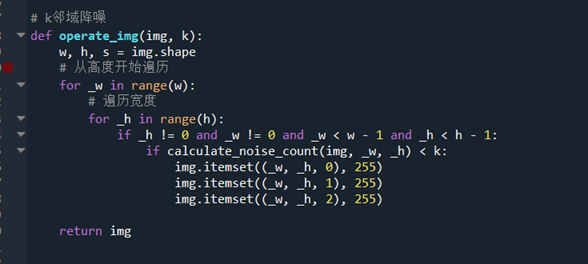 # k邻域降噪
def operate_img(img, k):
    w, h, s = img.shape
    # 从高度开始遍历
    for _w in range(w):
        # 遍历宽度
        for _h in range(h):
            if _h != 0 and _w != 0 and _w < w - 1 and _h < h - 1:
                if calculate_noise_count(img, _w, _h) < k:
                    img.itemset((_w, _h, 0), 255)
                    img.itemset((_w, _h, 1), 255)
                    img.itemset((_w, _h, 2), 255)
    return img